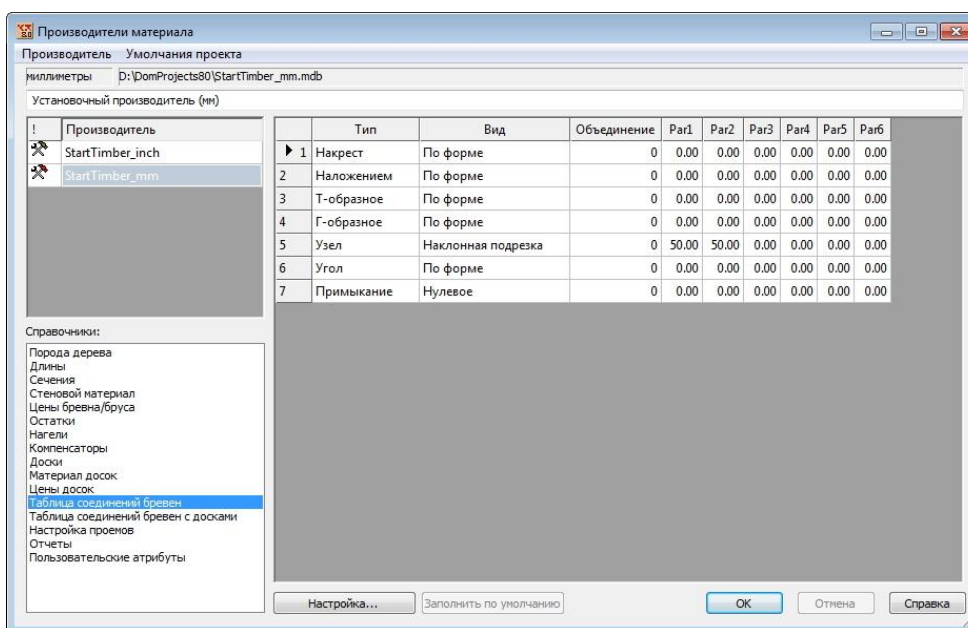 Производители материала
Производитель Умолчания проекта
миллиметры D:\DomProjects80\StartTimber_mm.mdb
Установочный производитель (мм)
! Производитель
StartTimber_inch
StartTimber_mm
Тип Вид Объединение Par1 Par2 Par3 Par4 Par5 Par6
1 Накрест По форме 0 0.00 0.00 0.00 0.00 0.00 0.00
2 Наложением По форме 0 0.00 0.00 0.00 0.00 0.00 0.00
3 Т-образное По форме 0 0.00 0.00 0.00 0.00 0.00 0.00
4 Г-образное По форме 0 0.00 0.00 0.00 0.00 0.00 0.00
5 Узел Наклонная подрезка 0 50.00 50.00 0.00 0.00 0.00 0.00
6 Угол По форме 0 0.00 0.00 0.00 0.00 0.00 0.00
7 Примыкание Нулевое 0 0.00 0.00 0.00 0.00 0.00 0.00
Справочники:
Порода дерева
Длины
Сечения
Стеновой материал
Цены бревна/бруса
Остатки
Нагели
Компенсаторы
Доски
Материал досок
Цены досок
Таблица соединений бревен
Таблица соединений бревен с досками
Настройка проемов
Отчеты
Пользовательские атрибуты
Настройка... Заполнить по умолчанию OK Отмена Справка